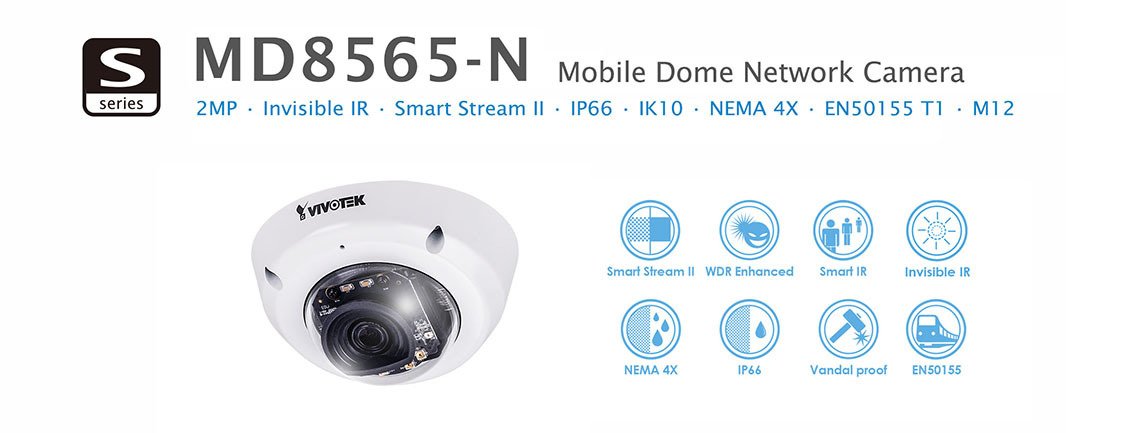 S
series
MD8565-N Mobile Dome Network Camera
2MP · Invisible IR · Smart Stream II · IP66 · IK10 · NEMA 4X · EN50155 T1 · M12
VIVOTEK
Smart Stream II WDR Enhanced Smart IR Invisible IR
NEMA 4X IP66 Vandal proof EN50155